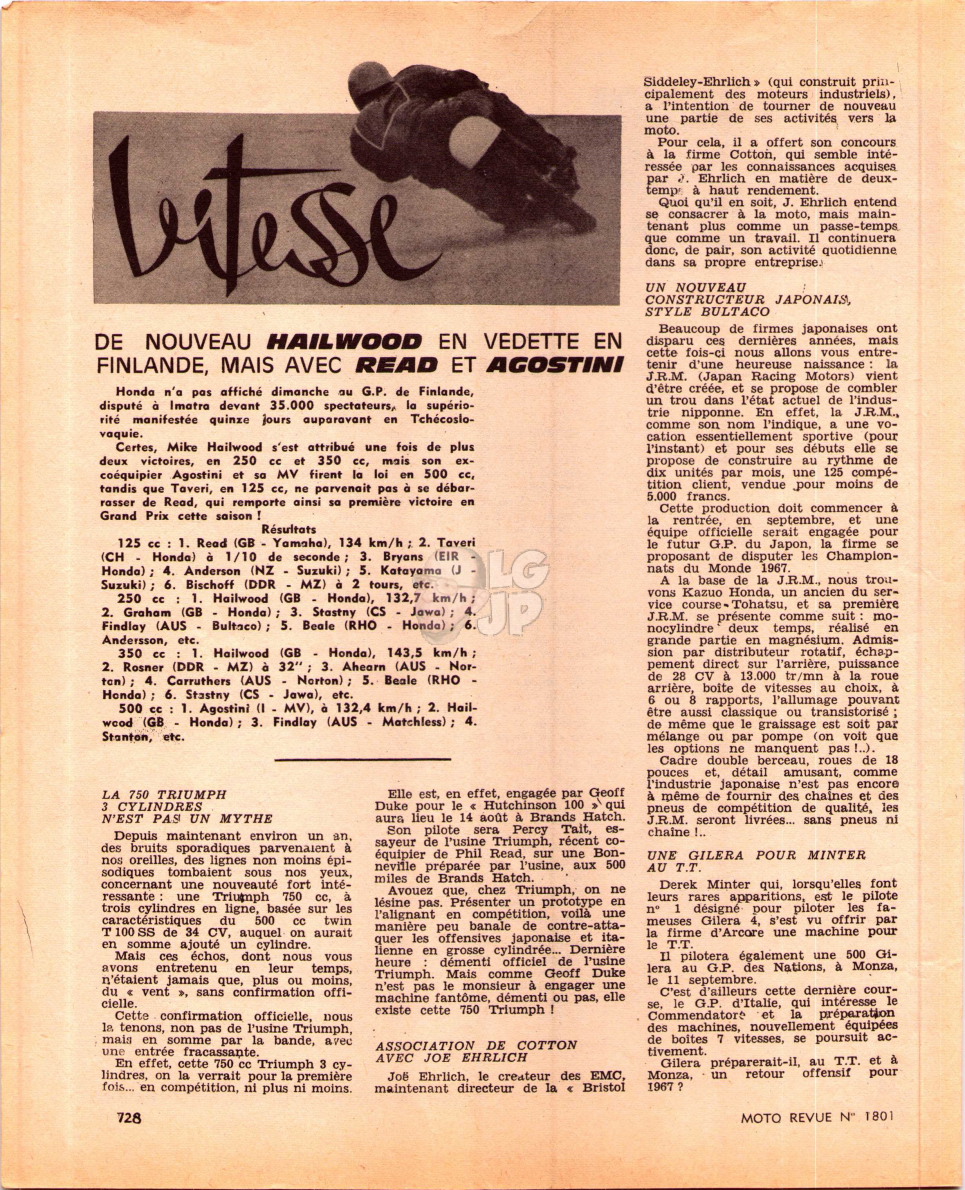 Vitesse
DE NOUVEAU HAILWOOD EN VEDETTE EN
FINLANDE, MAIS AVEC READ ET AGOSTINI
Honda n'a pas affiché dimanche au G.P. de Finlande,
disputé à Imatra devant 35.000 spectateurs, la supério-
rité manifestée quinze jours auparavant en Tchécoslo-
vaquie.
Certes, Mike Hailwood s'est attribué une fois de plus
deux victoires, en 250 cc et 350 cc, mais son ex-
coéquipier Agostini et sa MV firent la loi en 500 cc,
tandis que Taveri, en 125 cc, ne parvenait pas à se débar-
rasser de Read, qui remporte ainsi sa première victoire en
Grand Prix cette saison !
Résultats
125 cc : 1. Read (GB - Yamaha), 134 km/h ; 2. Taveri
(CH - Honda) à 1/10 de seconde ; 3. Bryans (EIR -
Honda) ; 4. Anderson (NZ - Suzuki) ; 5. Katayama (J -
Suzuki) ; 6. Bischoff (DDR - MZ) à 2 tours, etc.
250 cc : 1. Hailwood (GB - Honda), 132,7 km/h ;
2. Graham (GB - Honda) ; 3. Stastny (CS - Jawa) ; 4.
Findlay (AUS - Bultaco) ; 5. Beale (RHO - Honda) ; 6.
Andersson, etc.
350 cc : 1. Hailwood (GB - Honda), 143,5 km/h ;
2. Rosner (DDR - MZ) à 32" ; 3. Ahearn (AUS - Nor-
ton) ; 4. Carruthers (AUS - Norton) ; 5. Beale (RHO -
Honda) ; 6. Stastny (CS - Jawa), etc.
500 cc : 1. Agostini (I - MV), à 132,4 km/h ; 2. Hail-
wood (GB - Honda) ; 3. Findlay (AUS - Matchless) ; 4.
Stanton, etc.
LA 750 TRIUMPH
3 CYLINDRES
N'EST PAS UN MYTHE
Depuis maintenant environ un an,
des bruits sporadiques parvenaient à
nos oreilles, des lignes non moins épi-
sodiques tombaient sous nos yeux,
concernant une nouveauté fort inté-
ressante : une Triumph 750 cc, à
trois cylindres en ligne, basée sur les
caractéristiques du 500 cc twin
T 100 SS de 34 CV, auquel on aurait
en somme ajouté un cylindre.
Mais ces échos, dont nous vous
avons entretenu en leur temps,
n'étaient jamais que, plus ou moins,
du « vent », sans confirmation offi-
cielle.
Cette confirmation officielle, nous
la tenons, non pas de l'usine Triumph,
mais en somme par la bande, avec
une entrée fracassante.
En effet, cette 750 cc Triumph 3 cy-
lindres, on la verrait pour la première
fois... en compétition, ni plus ni moins.
Elle est, en effet, engagée par Geoff
Duke pour le « Hutchinson 100 » qui
aura lieu le 14 août à Brands Hatch.
Son pilote sera Percy Tait, es-
sayeur de l'usine Triumph, récent co-
équipier de Phil Read, sur une Bon-
neville préparée par l'usine, aux 500
miles de Brands Hatch.
Avouez que, chez Triumph, on ne
lésine pas. Présenter un prototype en
l'alignant en compétition, voilà une
manière peu banale de contre-atta-
quer les offensives japonaise et ita-
lienne en grosse cylindrée... Dernière
heure : démenti officiel de l'usine
Triumph. Mais comme Geoff Duke
n'est pas le monsieur à engager une
machine fantôme, démenti ou pas, elle
existe cette 750 Triumph !
ASSOCIATION DE COTTON
AVEC JOE EHRLICH
Joë Ehrlich, le créateur des EMC,
maintenant directeur de la « Bristol
Siddeley-Ehrlich » (qui construit prin-
cipalement des moteurs industriels),
a l'intention de tourner de nouveau
une partie de ses activités vers la
moto.
Pour cela, il a offert son concours
à la firme Cotton, qui semble inté-
ressée par les connaissances acquises
par J. Ehrlich en matière de deux-
temps à haut rendement.
Quoi qu'il en soit, J. Ehrlich entend
se consacrer à la moto, mais main-
tenant plus comme un passe-temps
que comme un travail. Il continuera
donc, de pair, son activité quotidienne
dans sa propre entreprise.
UN NOUVEAU
CONSTRUCTEUR JAPONAIS,
STYLE BULTACO
Beaucoup de firmes japonaises ont
disparu ces dernières années, mais
cette fois-ci nous allons vous entre-
tenir d'une heureuse naissance : la
J.R.M. (Japan Racing Motors) vient
d'être créée, et se propose de combler
un trou dans l'état actuel de l'indus-
trie nipponne. En effet, la J.R.M.,
comme son nom l'indique, a une vo-
cation essentiellement sportive (pour
l'instant) et pour ses débuts elle se
propose de construire au rythme de
dix unités par mois, une 125 compé-
tition client, vendue pour moins de
5.000 francs.
Cette production doit commencer à
la rentrée, en septembre, et une
équipe officielle serait engagée pour
le futur G.P. du Japon, la firme se
proposant de disputer les Champion-
nats du Monde 1967.
A la base de la J.R.M., nous trou-
vons Kazuo Honda, un ancien du ser-
vice course Tohatsu, et sa première
J.R.M. se présente comme suit : mo-
nocylindre deux temps, réalisé en
grande partie en magnésium. Admis-
sion par distributeur rotatif, échap-
pement direct sur l'arrière, puissance
de 28 CV à 13.000 tr/mn à la roue
arrière, boîte de vitesses au choix, à
6 ou 8 rapports, l'allumage pouvant
être aussi classique ou transistorisé ;
de même que le graissage est soit par
mélange ou par pompe (on voit que
les options ne manquent pas !..).
Cadre double berceau, roues de 18
pouces et, détail amusant, comme
l'industrie japonaise n'est pas encore
à même de fournir des chaînes et des
pneus de compétition de qualité, les
J.R.M. seront livrées... sans pneus ni
chaîne !..
UNE GILERA POUR MINTER
AU T.T.
Derek Minter qui, lorsqu'elles font
leurs rares apparitions, est le pilote
n° 1 désigné pour piloter les fa-
meuses Gilera 4, s'est vu offrir par
la firme d'Arcore une machine pour
le T.T.
Il pilotera également une 500 Gi-
lera au G.P. des Nations, à Monza,
le 11 septembre.
C'est d'ailleurs cette dernière cour-
se, le G.P. d'Italie, qui intéresse le
Commendatore et la préparation
des machines, nouvellement équipées
de boîtes 7 vitesses, se poursuit ac-
tivement.
Gilera préparerait-il, au T.T. et à
Monza, un retour offensif pour
1967 ?
LG
JP
728
MOTO REVUE N° 1801